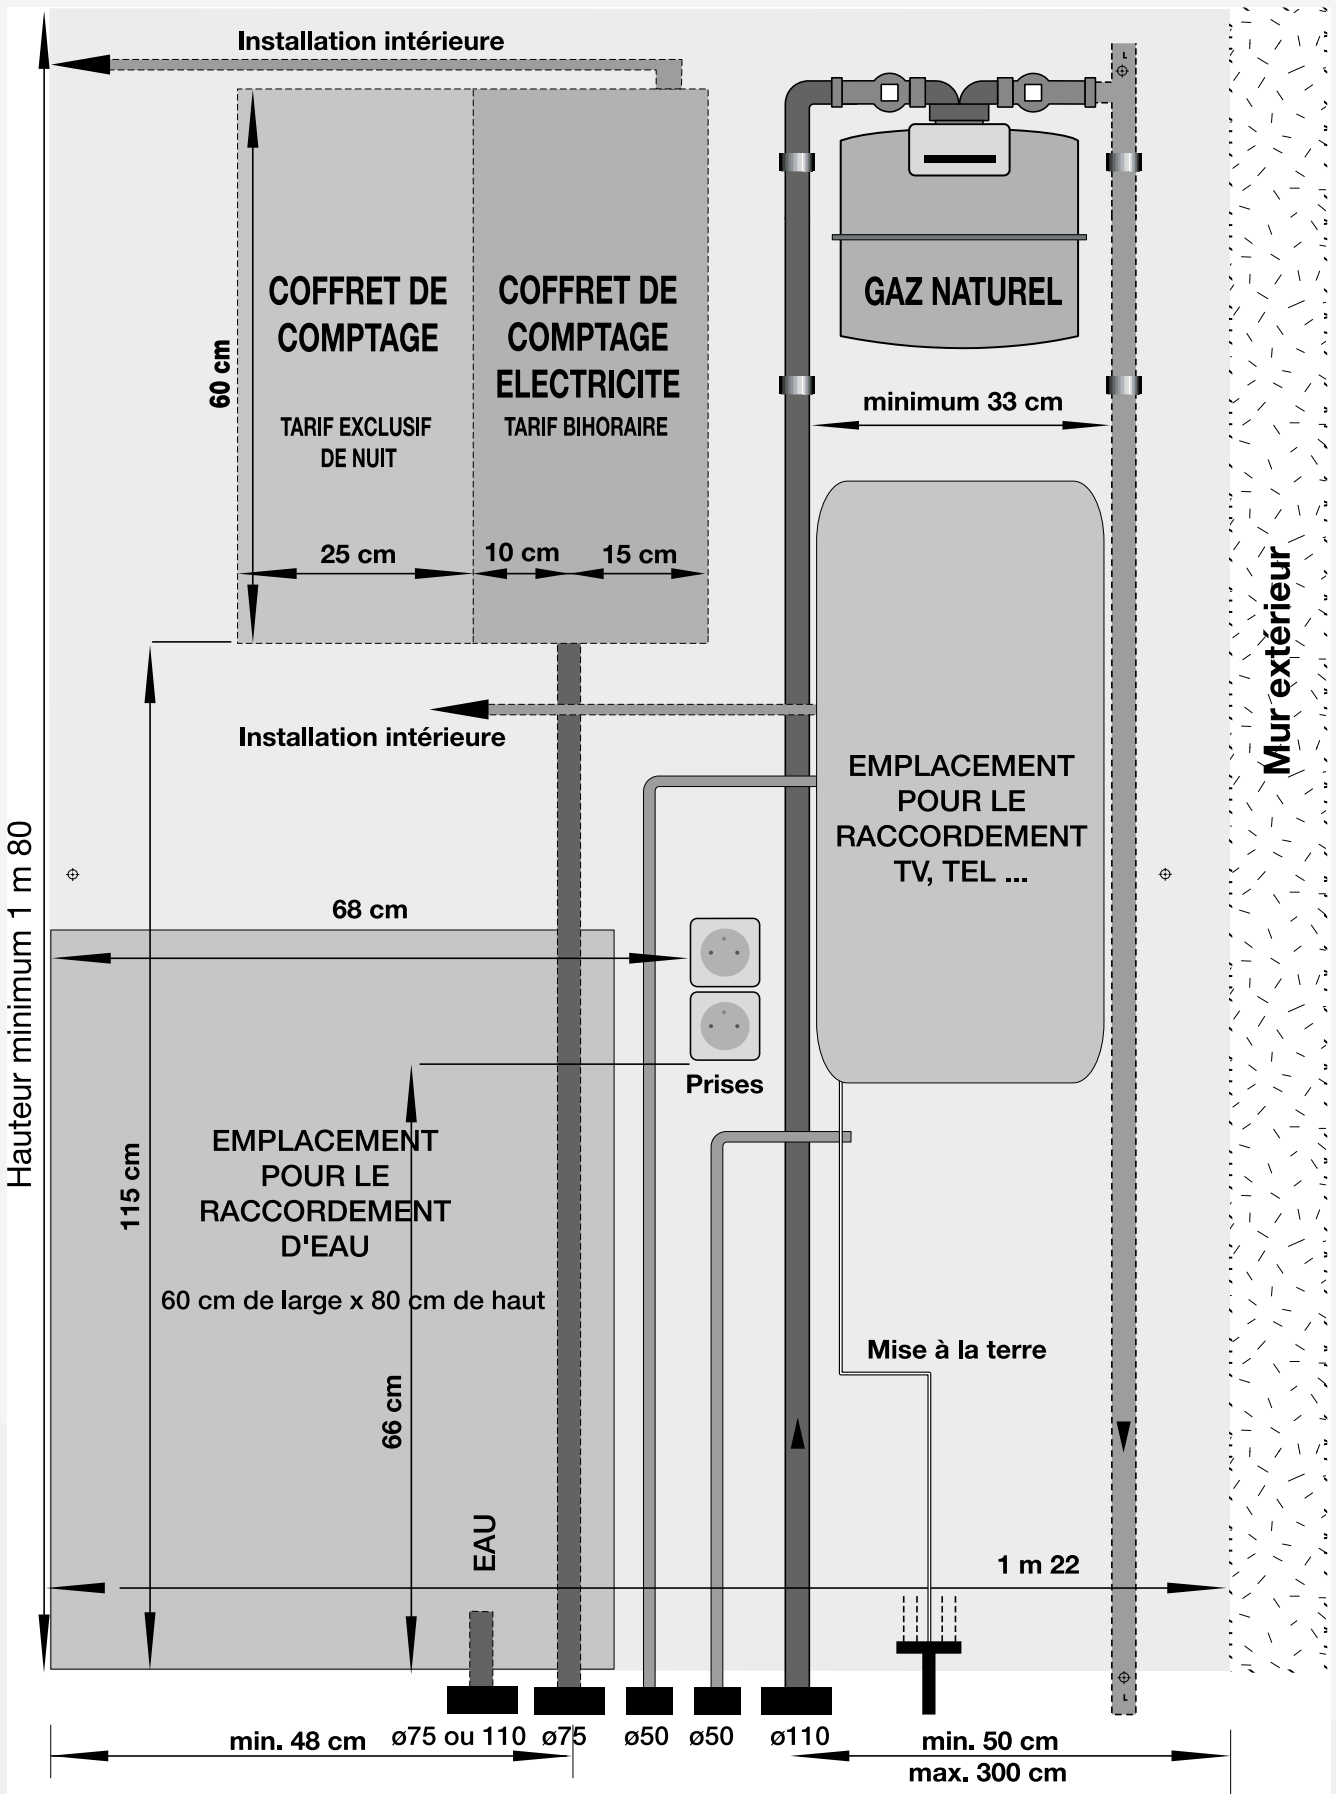 Installation intérieure
COFFRET DE
COMPTAGE
TARIF EXCLUSIF
DE NUIT
COFFRET DE
COMPTAGE
ELECTRICITE
TARIF BIHORAIRE
60 cm
25 cm
10 cm
15 cm
GAZ NATUREL
minimum 33 cm
Mur extérieur
Installation intérieure
EMPLACEMENT
POUR LE
RACCORDEMENT
TV, TEL ...
Hauteur minimum 1 m 80
68 cm
Prises
115 cm
EMPLACEMENT
POUR LE
RACCORDEMENT
D'EAU
60 cm de large x 80 cm de haut
66 cm
Mise à la terre
EAU
1 m 22
L
L
ø75 ou 110
ø75
ø50
ø50
ø110
min. 48 cm
min. 50 cm
max. 300 cm